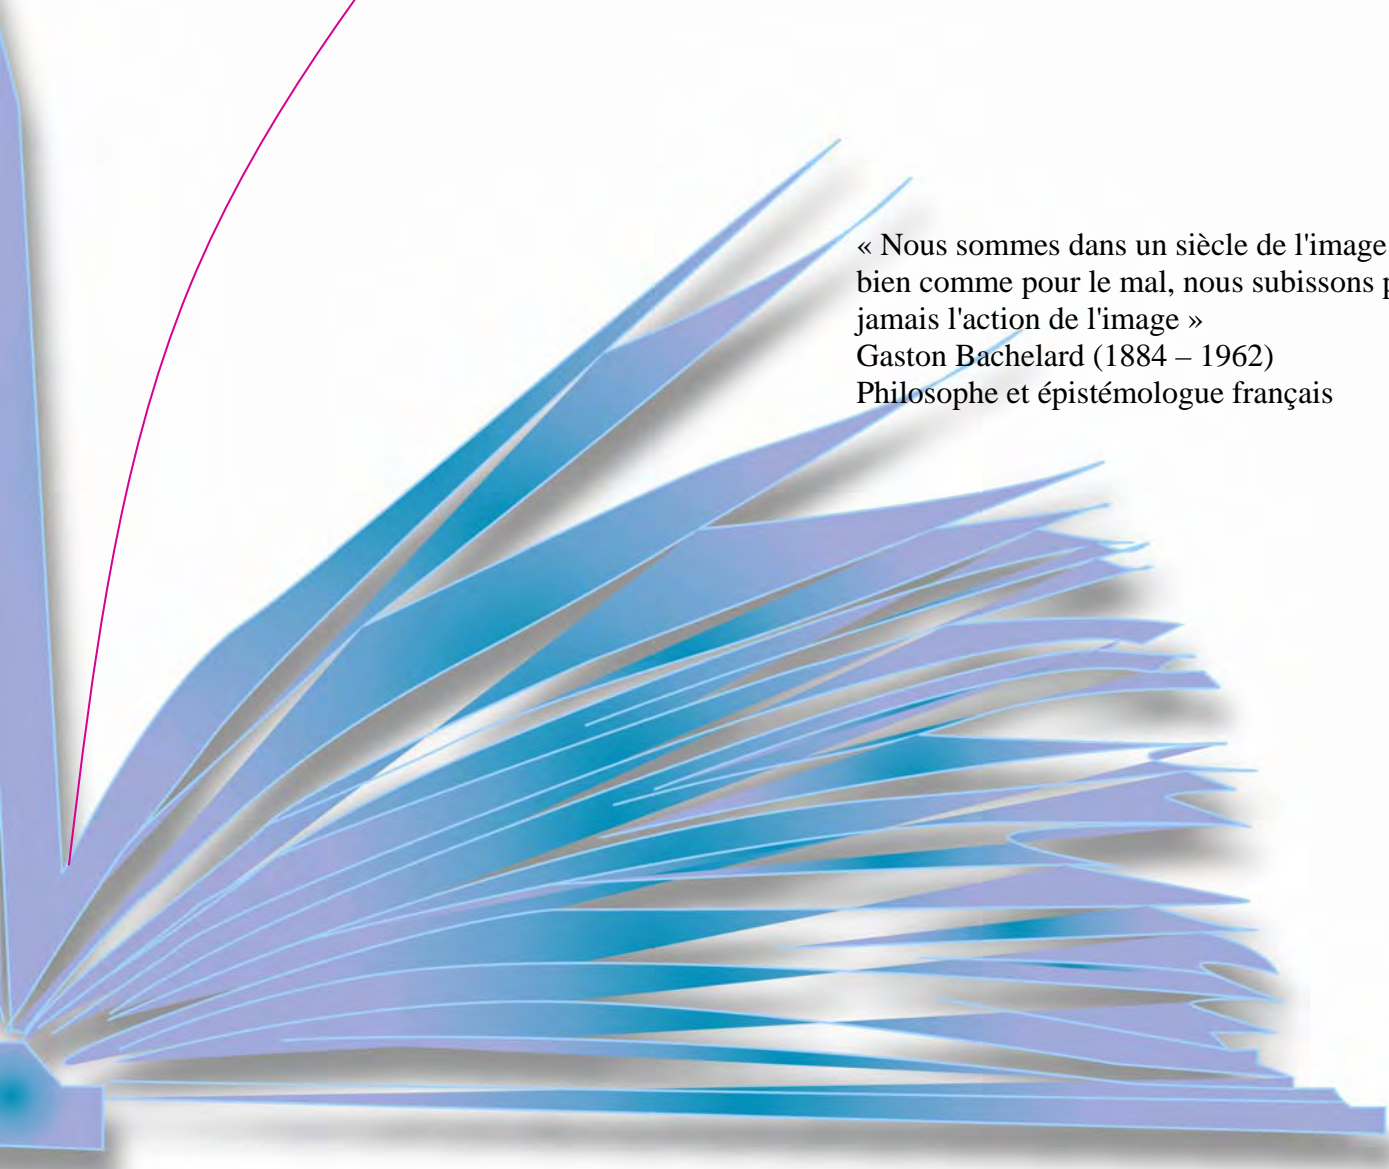 « Nous sommes dans un siècle de l'image.
bien comme pour le mal, nous subissons
jamais l'action de l'image »
Gaston Bachelard (1884 – 1962)
Philosophe et épistémologue français